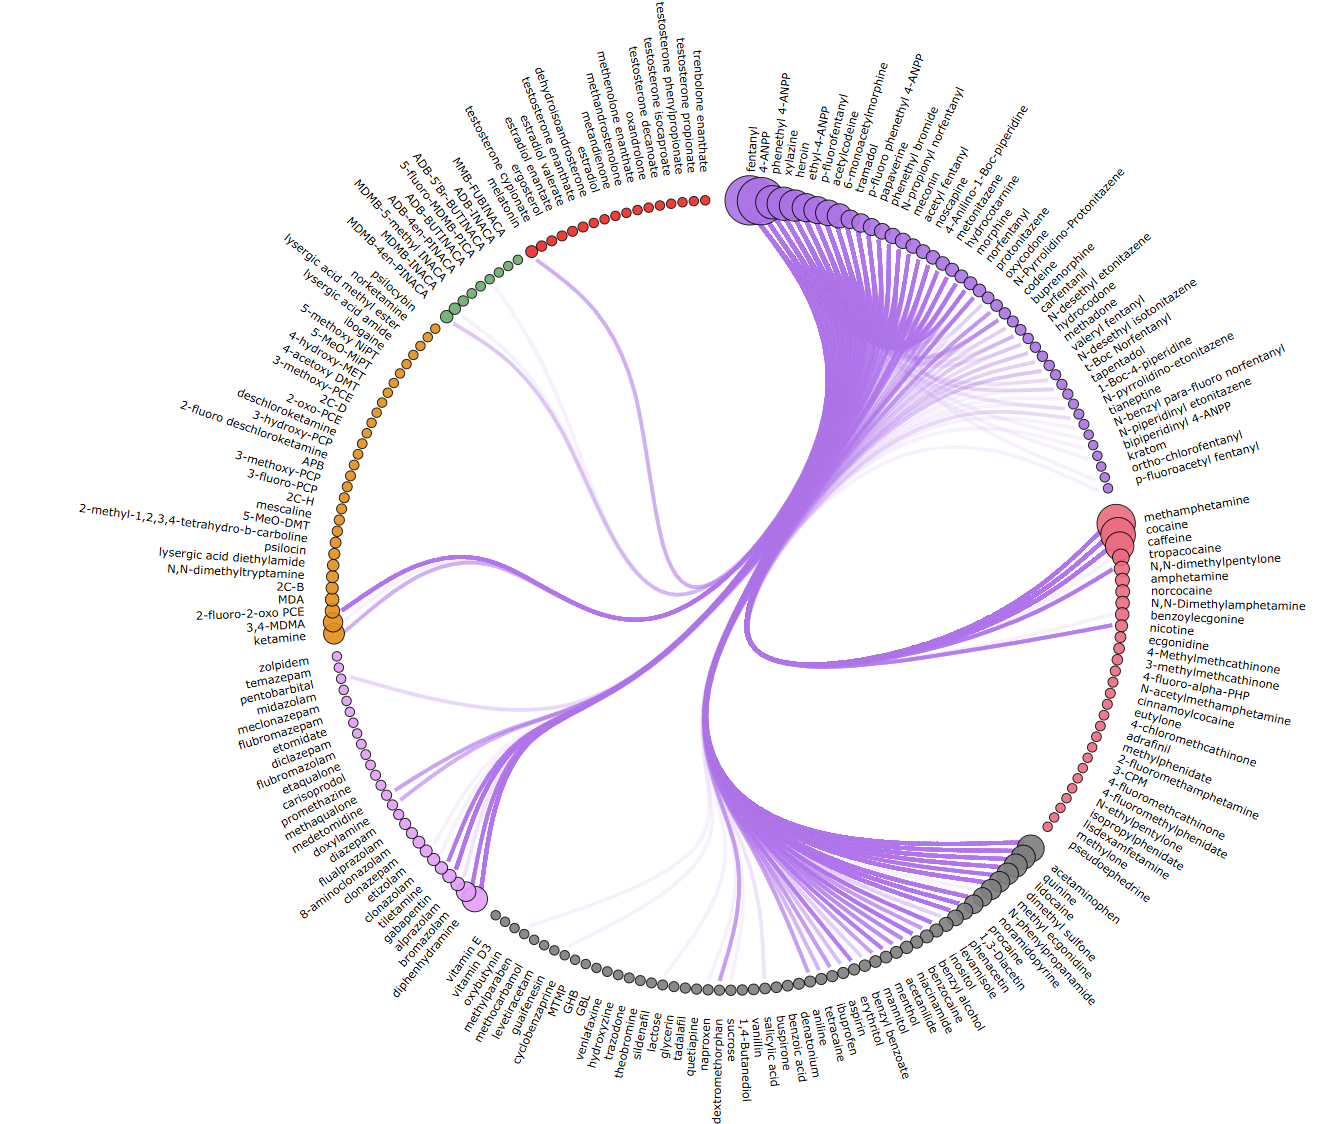 fentanyl
4-ANPP
phenethyl 4-ANPP
xylazine
heroin
ethyl-4-ANPP
p-fluorofentanyl
acetylcodeine
6-monoacetylmorphine
tramadol
p-fluoro phenethyl 4-ANPP
papaverine
phenethyl bromide
N-propionyl norfentanyl
meconin
acetyl fentanyl
noscapine
4-Anilino-1-Boc-piperidine
metonitazene
hydrocotarnine
morphine
norfentanyl
protonitazene
oxycodone
N-Pyrrolidino-Protonitazene
codeine
buprenorphine
carfentanil
N-desethyl etonitazene
hydrocodone
methadone
valeryl fentanyl
N-desethyl isotonitazene
t-Boc Norfentanyl
tapentadol
1-Boc-4-piperidine
N-pyrrolidino-etonitazene
tianeptine
N-benzyl para-fluoro norfentanyl
N-piperidinyl etonitazene
bipiperidinyl 4-ANPP
kratom
ortho-chlorofentanyl
p-fluoroacetyl fentanyl
methamphetamine
cocaine
caffeine
tropacocaine
N,N-dimethylpentylone
amphetamine
norcocaine
N,N-Dimethylamphetamine
benzoylecgonine
nicotine
ecgonidine
4-Methylmethcathinone
3-methylmethcathinone
4-fluoro-alpha-PHP
N-acetylmethamphetamine
cinnamoylcocaine
eutylone
4-chloromethcathinone
adrafinil
methylphenidate
2-fluoromethamphetamine
3-CPM
4-fluoromethcathinone
4-fluoromethylphenidate
N-ethylpentylone
isopropylphenidate
lisdexamfetamine
methylone
pseudoephedrine
acetaminophen
quinine
lidocaine
dimethyl sulfone
methyl ecgonidine
N-phenylpropanamide
noramidopyrine
procaine
1,3-Diacetin
phenacetin
levamisole
inositol
benzyl alcohol
benzocaine
niacinamide
acetanilide
menthol
mannitol
benzyl benzoate
erythritol
aspirin
ibuprofen
tetracaine
aniline
denatonium
benzoic acid
buspirone
salicylic acid
vanillin
1,4-Butanediol
sucrose
dextromethorphan
naproxen
quetiapine
tadalafil
glycerin
lactose
sildenafil
theobromine
trazodone
hydroxyzine
venlafaxine
GBL
GHB
MTMP
cyclobenzaprine
guaifenesin
levetiracetam
methocarbamol
methylparaben
oxybutynin
vitamin D3
vitamin E
diphenhydramine
bromazolam
alprazolam
gabapentin
tiletamine
clonazolam
etizolam
clonazepam
8-aminoclonazolam
flualprazolam
diazepam
doxylamine
medetomidine
methaqualone
promethazine
carisoprodol
etaqualone
flubromazolam
diclazepam
etomidate
flubromazepam
meclonazepam
midazolam
pentobarbital
temazepam
zolpidem
ketamine
3,4-MDMA
2-fluoro-2-oxo PCE
MDA
2C-B
N,N-dimethyltryptamine
lysergic acid diethylamide
psilocin
2-methyl-1,2,3,4-tetrahydro-b-carboline
5-MeO-DMT
mescaline
2C-H
3-fluoro-PCP
3-methoxy-PCP
APB
2-fluoro deschloroketamine
3-hydroxy-PCP
deschloroketamine
2-oxo-PCE
2C-D
3-methoxy-PCE
4-acetoxy DMT
4-hydroxy-MET
5-MeO-MIPT
5-methoxy NiPT
ibogaine
lysergic acid amide
lysergic acid methyl ester
norketamine
psilocybin
MDMB-4en-PINACA
MDMB-INACA
MDMB-5-methyl INACA
ADB-4en-PINACA
ADB-BUTINACA
5-fluoro-MDMB-PICA
ADB-5'Br-BUTINACA
ADB-INACA
MMB-FUBINACA
melatonin
ergosterol
testosterone cypionate
estradiol enantate
estradiol valerate
testosterone enanthate
dehydroisoandrosterone
estradiol
metandienone
methandrostenolone
methenolone enanthate
oxandrolone
testosterone decanoate
testosterone isocaproate
testosterone phenylpropionate
testosterone propionate
trenbolone enanthate